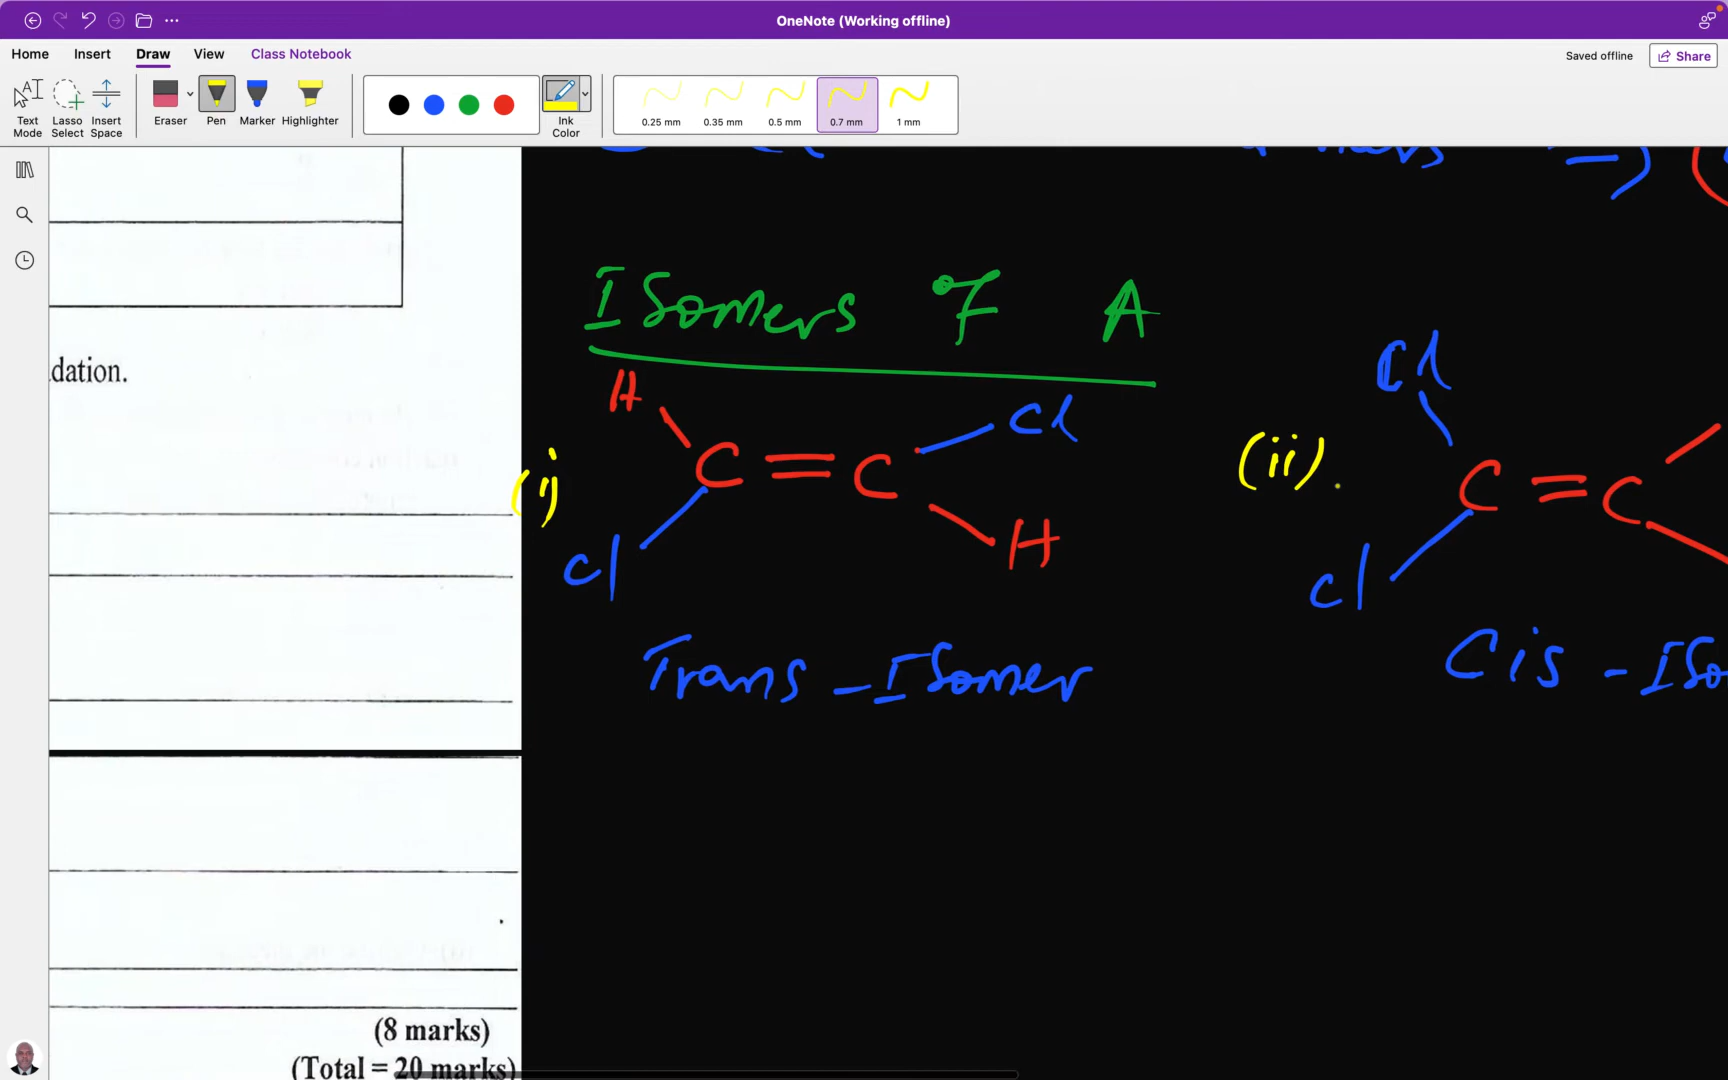 OneNote (Working offline)
Home Insert Draw View Class Notebook
Saved offline Share
Text Mode Lasso Select Insert Space Eraser Pen Marker Highlighter Ink Color 0.25 mm 0.35 mm 0.5 mm 0.7 mm 1 mm
dation.
(8 marks)
(Total = 20 marks)
Isomers of A
H Cl
(i) C = C
Cl H
Trans - Isomer
Cl
(ii). C = C
Cl
Cis - Iso